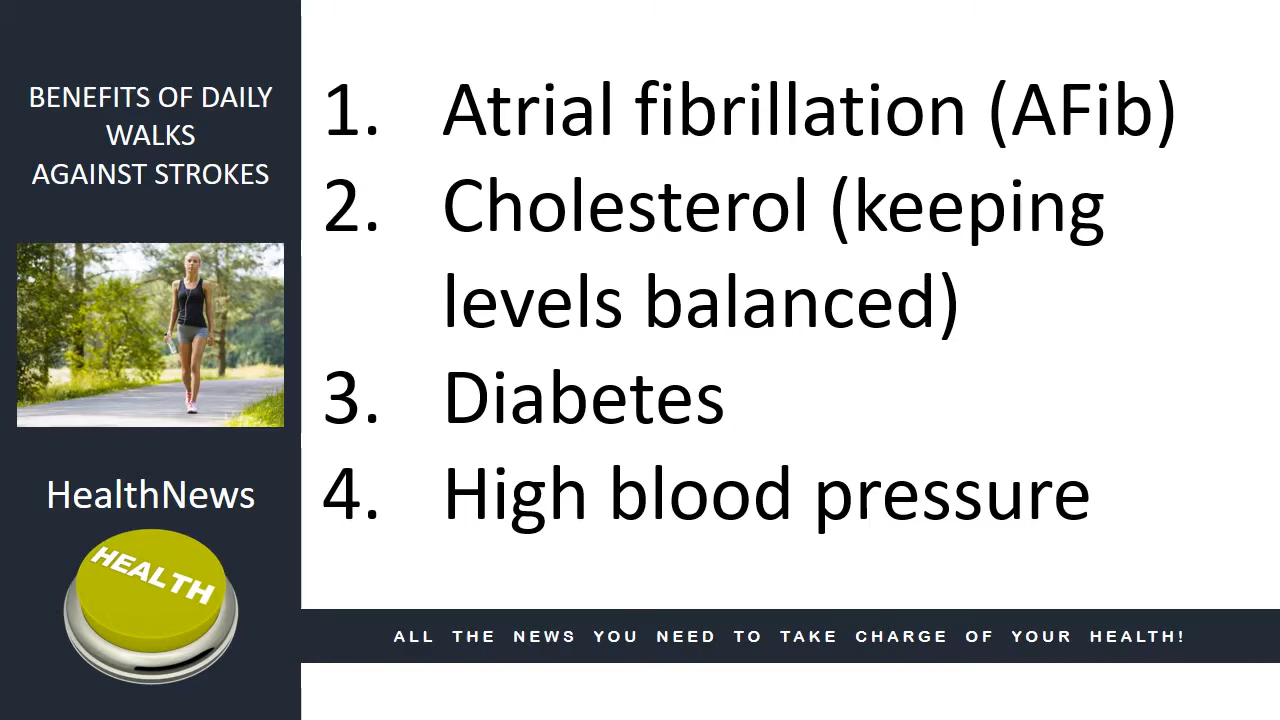 BENEFITS OF DAILY
WALKS
AGAINST STROKES
HealthNews
HEALTH
1. Atrial fibrillation (AFib)
2. Cholesterol (keeping
levels balanced)
3. Diabetes
4. High blood pressure
ALL THE NEWS YOU NEED TO TAKE CHARGE OF YOUR HEALTH!